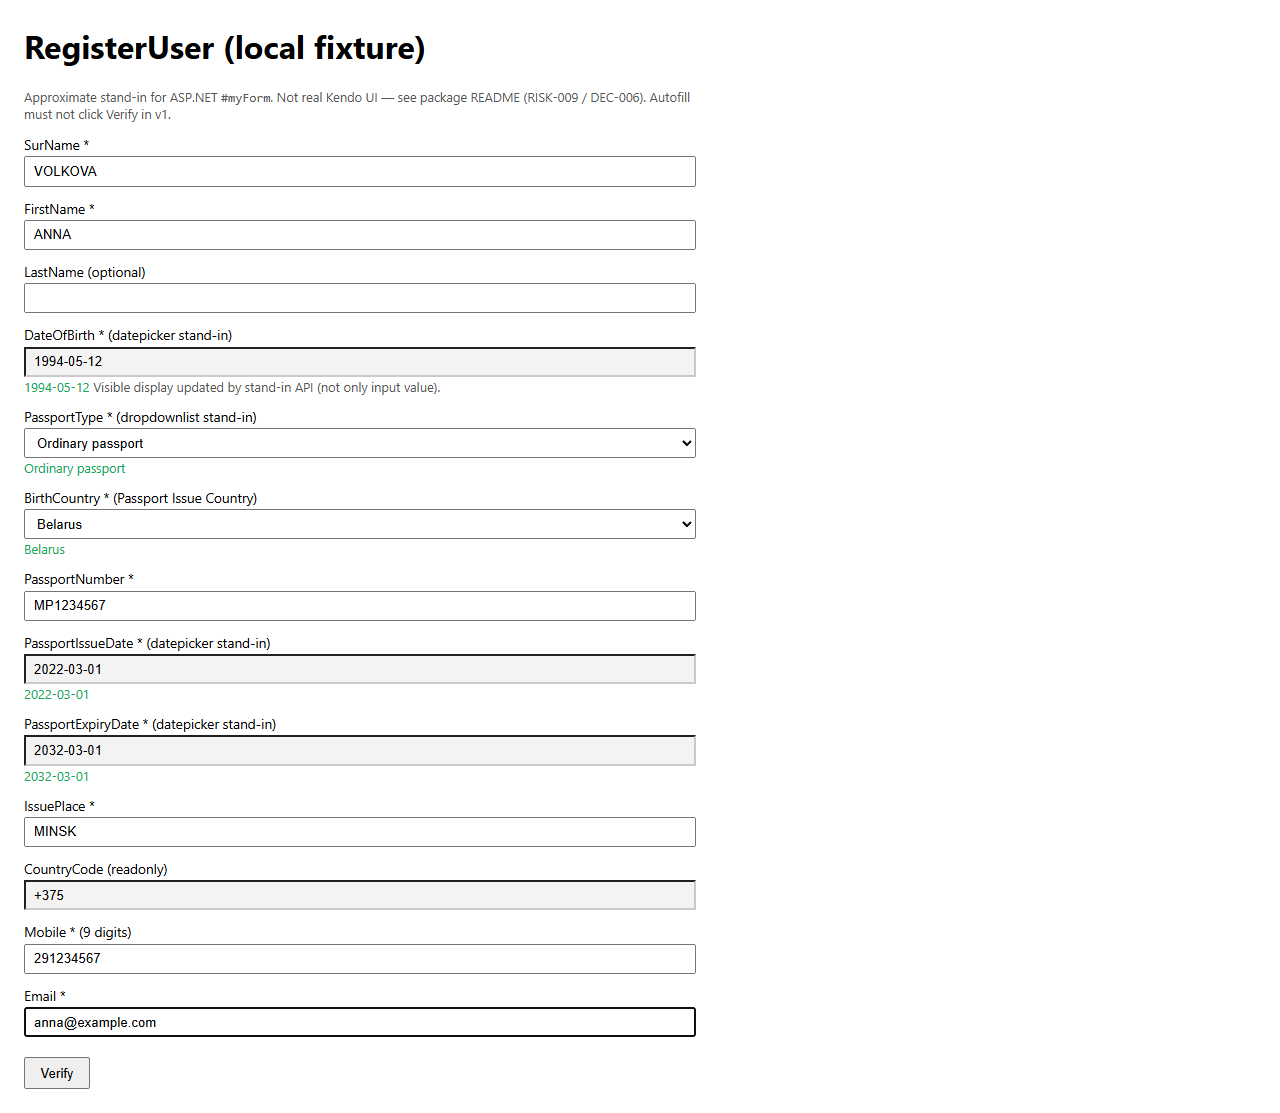 RegisterUser (local fixture)
Approximate stand-in for ASP.NET #myForm. Not real Kendo UI — see package README (RISK-009 / DEC-006). Autofill
must not click Verify in v1.
SurName *
VOLKOVA
FirstName *
ANNA
LastName (optional)
DateOfBirth * (datepicker stand-in)
1994-05-12
1994-05-12 Visible display updated by stand-in API (not only input value).
PassportType * (dropdownlist stand-in)
Ordinary passport
Ordinary passport
BirthCountry * (Passport Issue Country)
Belarus
Belarus
PassportNumber *
MP1234567
PassportIssueDate * (datepicker stand-in)
2022-03-01
2022-03-01
PassportExpiryDate * (datepicker stand-in)
2032-03-01
2032-03-01
IssuePlace *
MINSK
CountryCode (readonly)
+375
Mobile * (9 digits)
291234567
Email *
anna@example.com
Verify